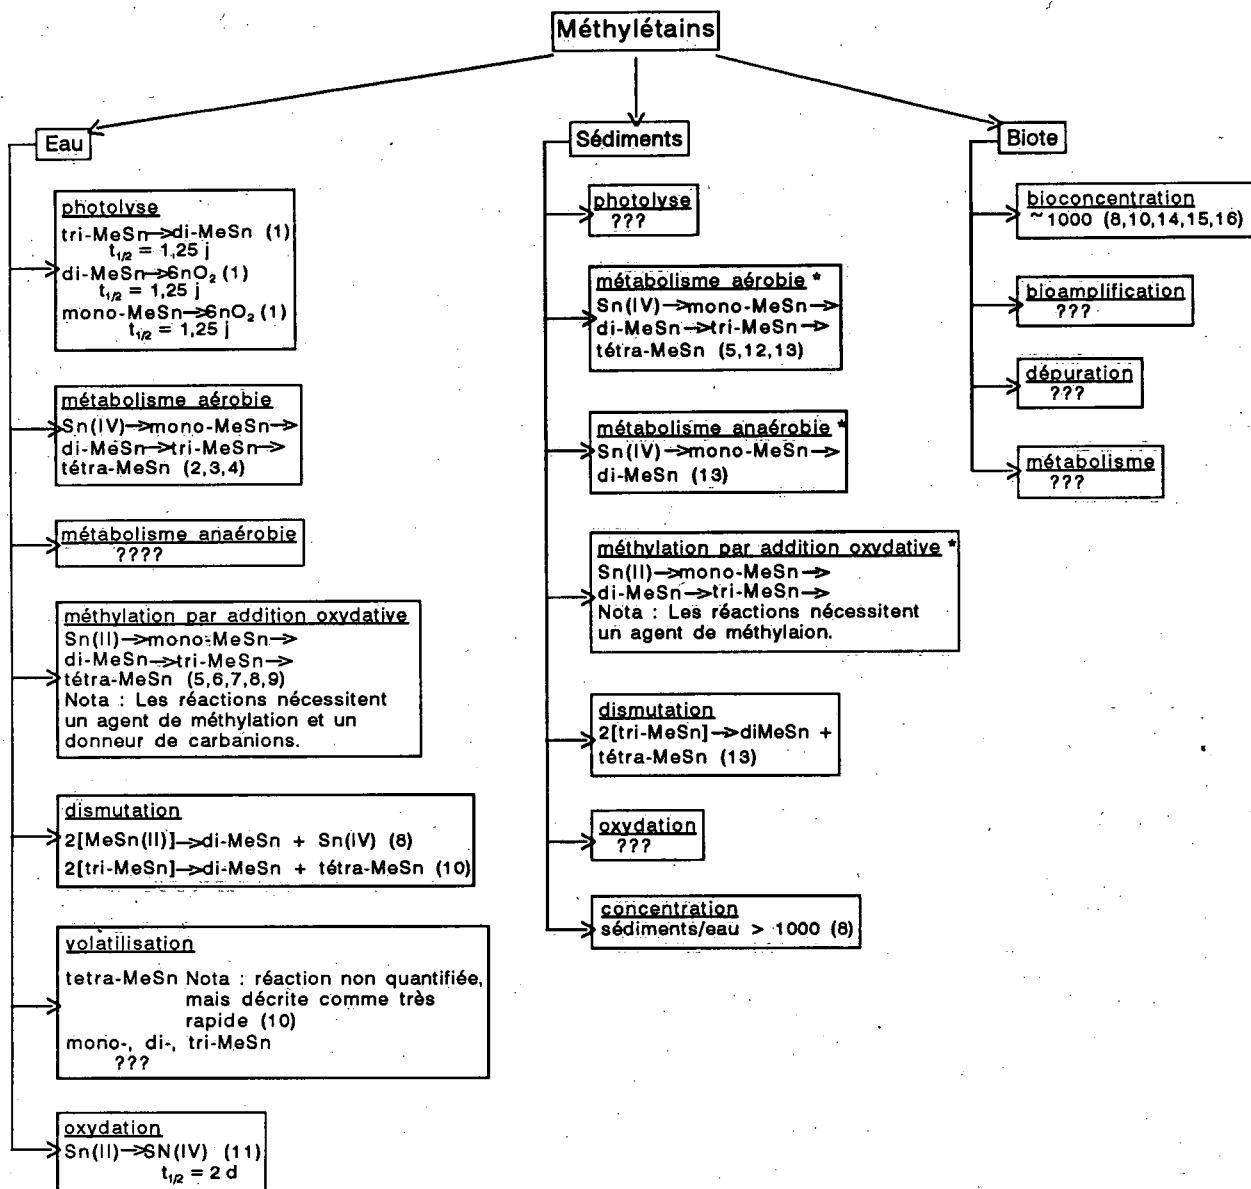 Méthylétains
Eau
photolyse
tri-MeSn->di-MeSn (1)
t1/2 = 1,25 j
di-MeSn->SnO2 (1)
t1/2 = 1,25 j
mono-MeSn->SnO2 (1)
t1/2 = 1,25 j
métabolisme aérobie
Sn(IV)->mono-MeSn->
di-MeSn->tri-MeSn->
tétra-MeSn (2,3,4)
métabolisme anaérobie
????
méthylation par addition oxydative
Sn(II)->mono-MeSn->
di-MeSn->tri-MeSn->
tétra-MeSn (5,6,7,8,9)
Nota : Les réactions nécessitent
un agent de méthylation et un
donneur de carbanions.
dismutation
2[MeSn(II)]->di-MeSn + Sn(IV) (8)
2[tri-MeSn]->di-MeSn + tétra-MeSn (10)
volatilisation
tetra-MeSn Nota : réaction non quantifiée,
mais décrite comme très
rapide (10)
mono-, di-, tri-MeSn
???
oxydation
Sn(II)->SN(IV) (11)
t1/2 = 2 d
Sédiments
photolyse
???
métabolisme aérobie *
Sn(IV)->mono-MeSn->
di-MeSn->tri-MeSn->
tétra-MeSn (5,12,13)
métabolisme anaérobie *
Sn(IV)->mono-MeSn->
di-MeSn (13)
méthylation par addition oxydative *
Sn(II)->mono-MeSn->
di-MeSn->tri-MeSn->
Nota : Les réactions nécessitent
un agent de méthylaion.
dismutation
2[tri-MeSn]->diMeSn +
tétra-MeSn (13)
oxydation
???
concentration
sédiments/eau > 1000 (8)
Biote
bioconcentration
~1000 (8,10,14,15,16)
bioamplification
???
dépuration
???
métabolisme
???